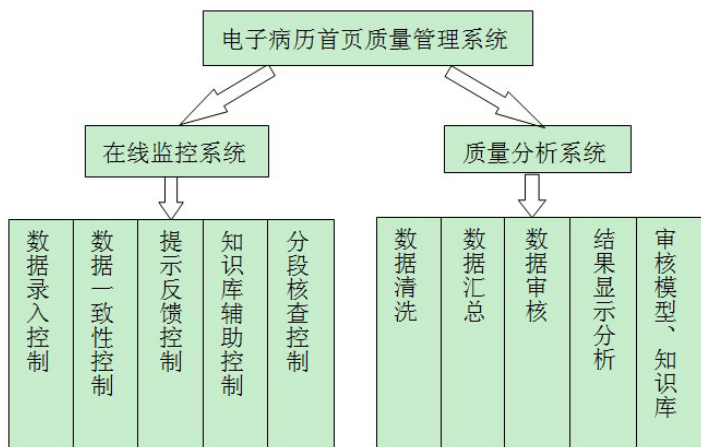 电子病历首页质量管理系统
在线监控系统
质量分析系统
数据录入控制
数据一致性控制
提示反馈控制
知识库辅助控制
分段核查控制
数据清洗
数据汇总
数据审核
结果显示分析
审核模型、知识库